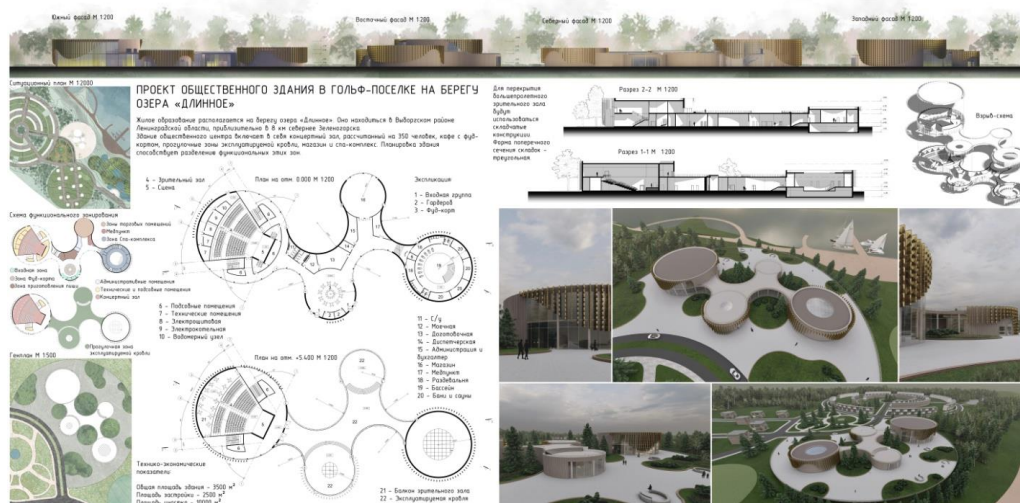 Южный фасад М 1:200
Восточный фасад М 1:200
Северный фасад М 1:200
Западный фасад М 1:200
Ситуационный план М 1:2000
ПРОЕКТ ОБЩЕСТВЕННОГО ЗДАНИЯ В ГОЛЬФ-ПОСЕЛКЕ НА БЕРЕГУ
ОЗЕРА «ДЛИННОЕ»
Жилое образование располагается на берегу озера «Длинное». Оно находиться в Выборгском районе
Ленинградской области, приблизительно в 8 км севернее Зеленогорска.
Здание общественного центра включает в себя концертный зал, рассчитанный на 350 человек, кафе с фуд-
кортом, прогулочные зоны эксплуатируемой кровли, магазин и спа-комплекс. Планировка здания
способствует разделению функциональных этих зон.
Для перекрытия
большепролетного
зрительного зала
будут
использоваться
складчатые
конструкции
Форма поперечного
сечения складок -
треугольная
Разрез 2-2 М 1:200
Разрез 1-1 М 1:200
Взрыв-схема
4 - Зрительный зал
5 - Сцена
План на отм. 0.000 М 1:200
Экспликация
1 - Входная группа
2 - Гардероб
3 - Фуд-корт
Схема функционального зонирования
Зоны торговых помещений
Медпункт
Зона Спа-комплекса
Входная зона
Зона Фуд-корта
Зона приготовления пищи
Административные помещения
Технические и подсобные помещения
Концертный зал
Прогулочная зона
эксплуатируемой кровли
6 - Подсобные помещения
7 - Технические помещения
8 - Электрощитовая
9 - Электрокотельная
10 - Водомерный узел
11 - С/у
12 - Моечная
13 - Доготовочная
14 - Диспетчерская
15 - Администрация и
бухгалтер
16 - Магазин
17 - Медпункт
18 - Раздевальня
19 - Бассейн
20 - Бани и сауны
Генплан М 1:500
План на отм. +5.400 М 1:200
Технико-экономические
показатели
Общая площадь здания - 3500 м²
Площадь застройки - 2500 м²
21 - Балкон зрительного зала
22 - Эксплуатируемая кровля